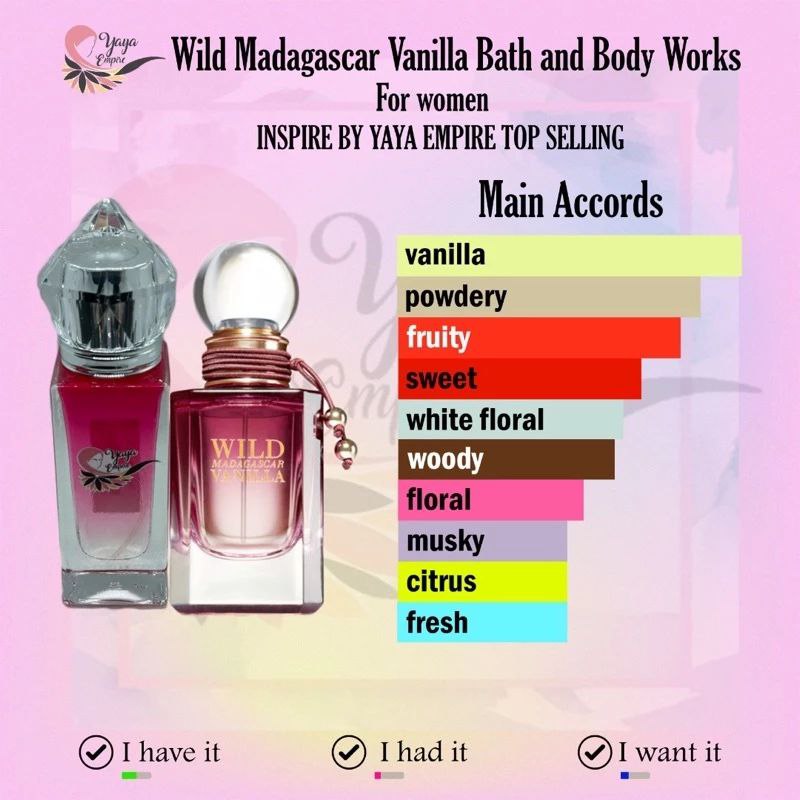 Yaya
Empire
Wild Madagascar Vanilla Bath and Body Works
For women
INSPIRE BY YAYA EMPIRE TOP SELLING
Main Accords
vanilla
powdery
fruity
sweet
white floral
woody
floral
musky
citrus
fresh
Yaya
Empire
WILD
MADAGASCAR
VANILLA
Yaya
Empire
I have it
I had it
I want it